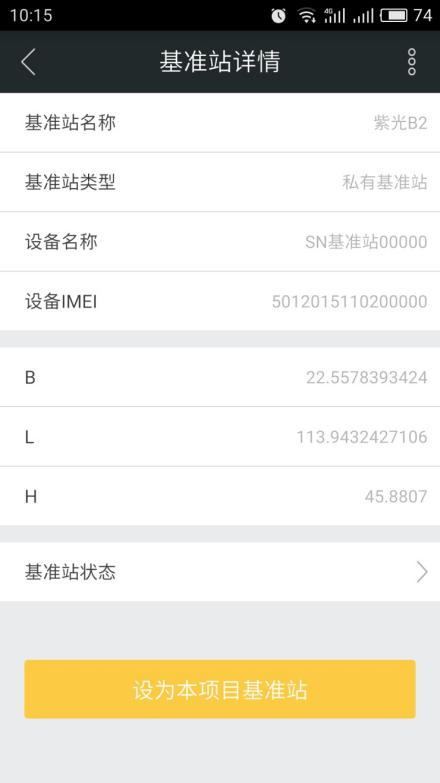 10:15
4G
74
基准站详情
基准站名称 紫光B2
基准站类型 私有基准站
设备名称 SN基准站00000
设备IMEI 5012015110200000
B 22.5578393424
L 113.9432427106
H 45.8807
基准站状态
设为本项目基准站